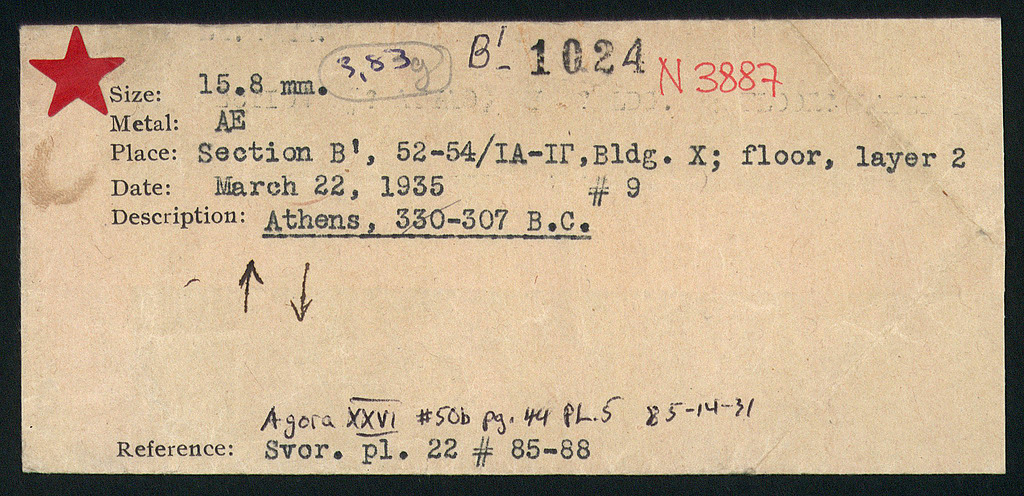 B'- 1024
3,83g
N 3887
Size: 15.8 mm.
Metal: AE
Place: Section B', 52-54/ΙΑ-ΙΓ,Bldg. X; floor, layer 2
Date: March 22, 1935 # 9
Description: Athens, 330-307 B.C.
Agora XXVI #50b pg. 44 PL.5 85-14-31
Reference: Svor. pl. 22 # 85-88